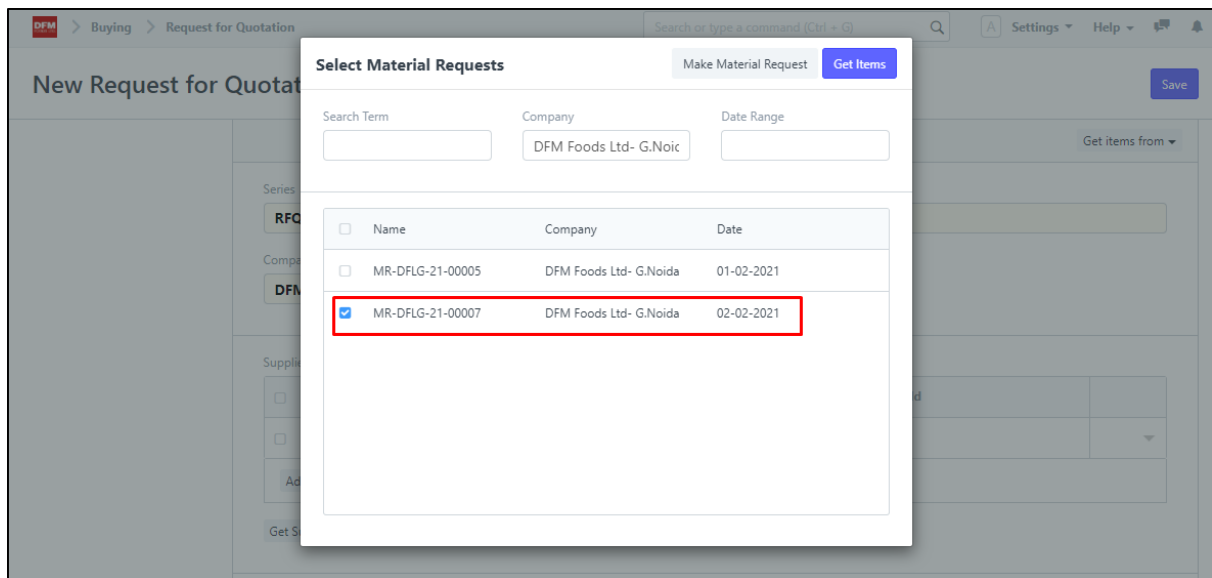 DFM
Buying > Request for Quotation
Search or type a command (Ctrl + G)
A Settings Help
New Request for Quotat
Save
Select Material Requests
Make Material Request
Get Items
Search Term
Company
Date Range
DFM Foods Ltd- G.Noic
Get items from
Series
RFQ
Compa
DFM
Name Company Date
MR-DFLG-21-00005 DFM Foods Ltd- G.Noida 01-02-2021
MR-DFLG-21-00007 DFM Foods Ltd- G.Noida 02-02-2021
Supplie
d
Ad
Get Su